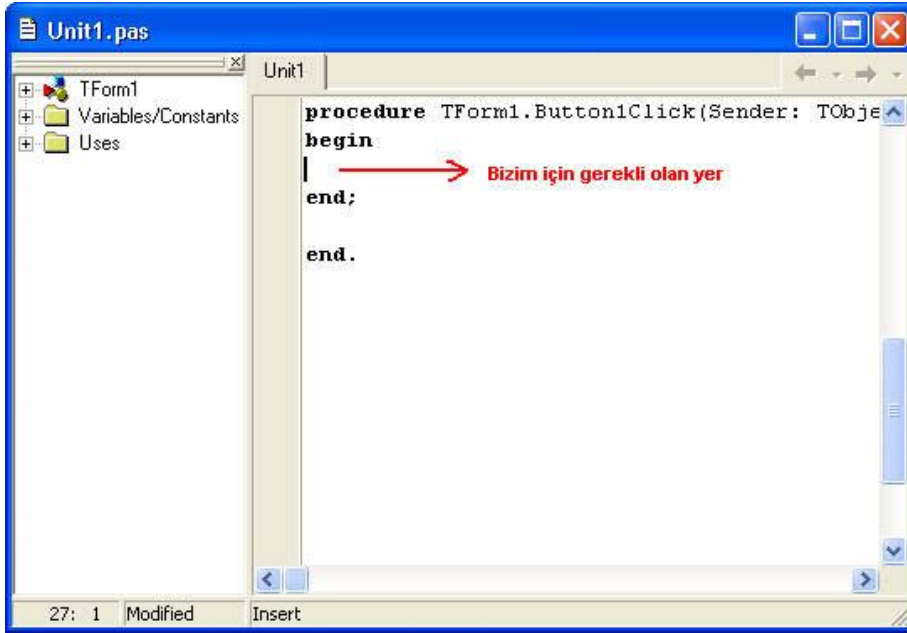 Unit1.pas
TForm1
Variables/Constants
Uses
Unit1
procedure TForm1.Button1Click(Sender: TObje
begin
Bizim için gerekli olan yer
end;
end.
27: 1 Modified Insert